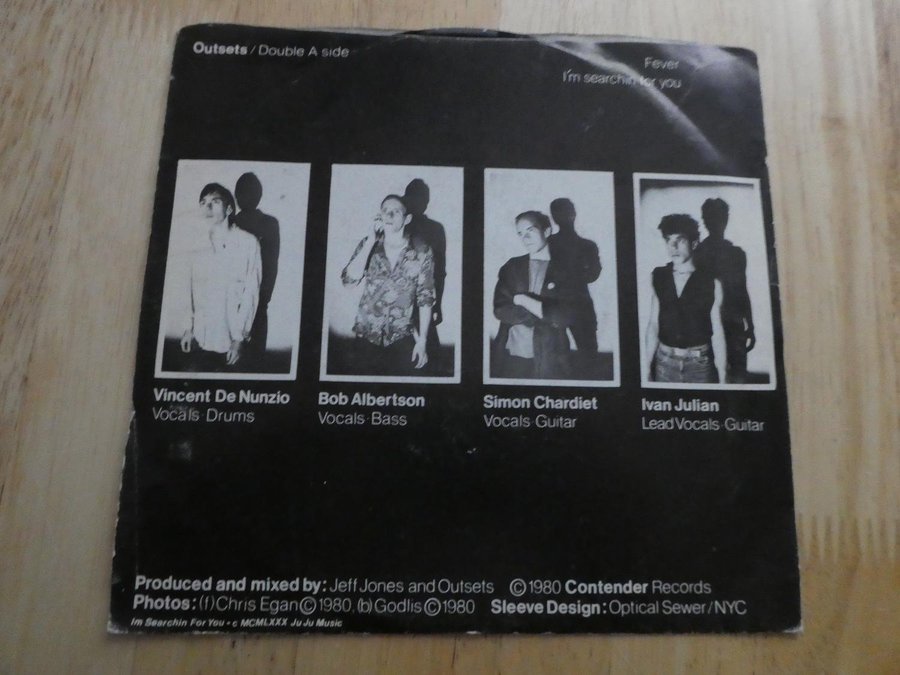 Outsets / Double A side
Fever
I'm searchin for you
Vincent De Nunzio
Vocals·Drums
Bob Albertson
Vocals·Bass
Simon Chardiet
Vocals·Guitar
Ivan Julian
Lead Vocals·Guitar
Produced and mixed by: Jeff Jones and Outsets ©1980 Contender Records
Photos: (f) Chris Egan © 1980, (b) Godlis © 1980 Sleeve Design: Optical Sewer/NYC
Im Searchin For You • c MCMLXXX Ju Ju Music